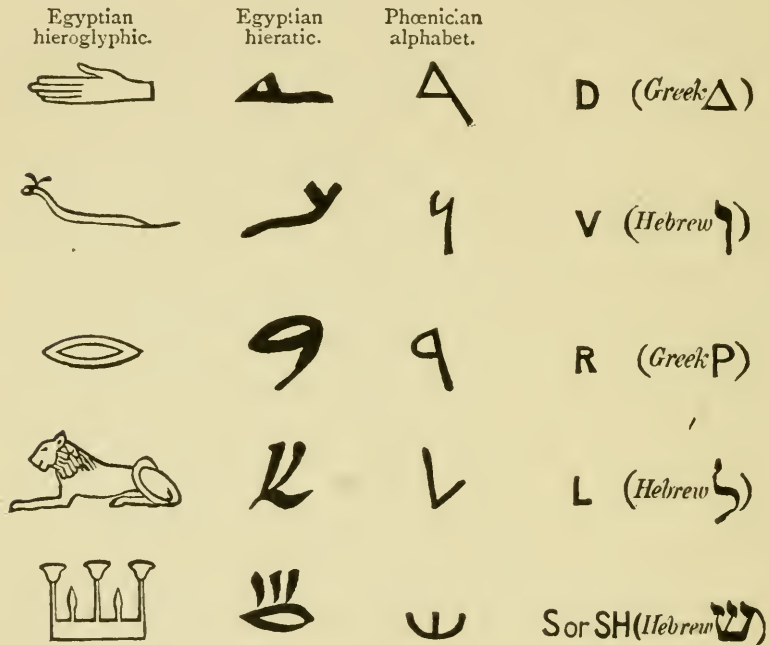 Egyptian hieroglyphic.
Egyptian hieratic.
Phœnician alphabet.
D (Greek Δ)
V (Hebrew ו)
R (Greek P)
L (Hebrew ל)
S or SH (Hebrew ש)